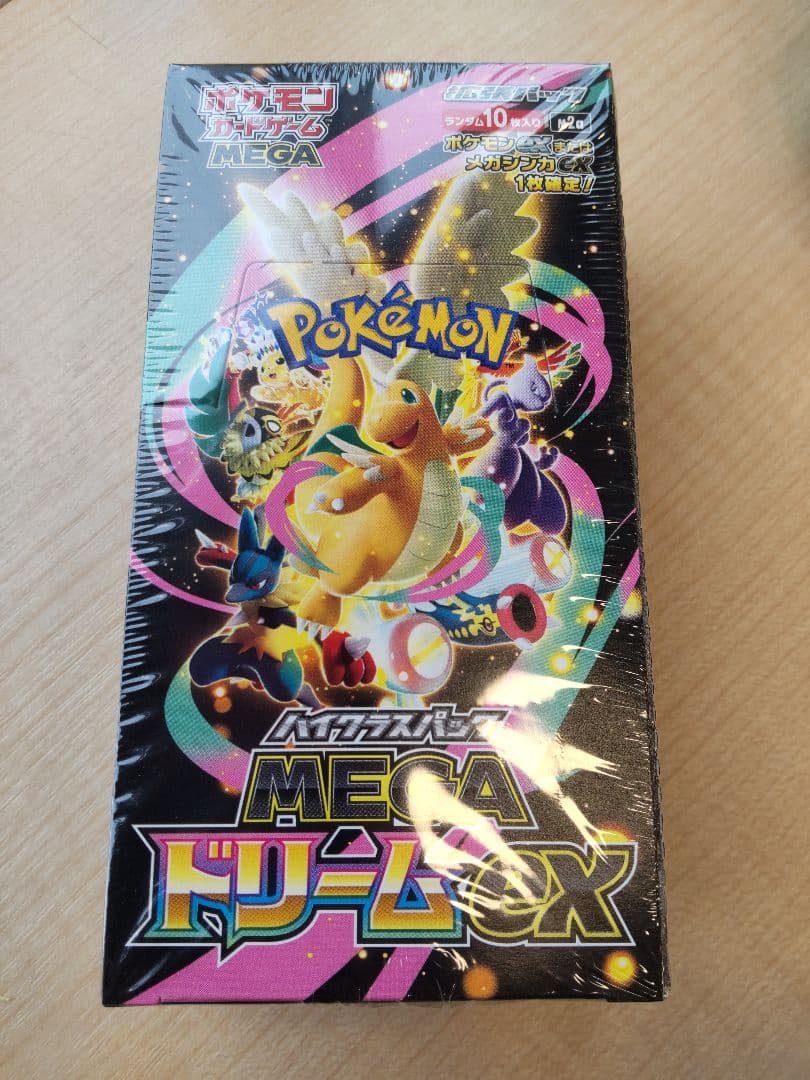 ポケモン
カードゲーム
MEGA
拡張パック
ランダム10枚入り M2a
ポケモンexまたは
メガシンカex
1枚確定!
POKéMON
TM
ハイクラスパック
MEGA
ドリームex